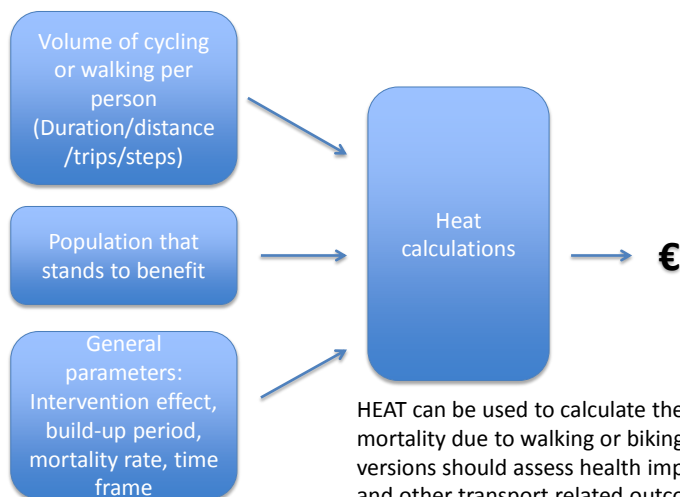 Volume of cycling
or walking per
person
(Duration/distance
/trips/steps)
Population that
stands to benefit
General
parameters:
Intervention effect,
build-up period,
mortality rate, time
frame
Heat
calculations
€
HEAT can be used to calculate the
mortality due to walking or biking
versions should assess health imp
and other transport related outco